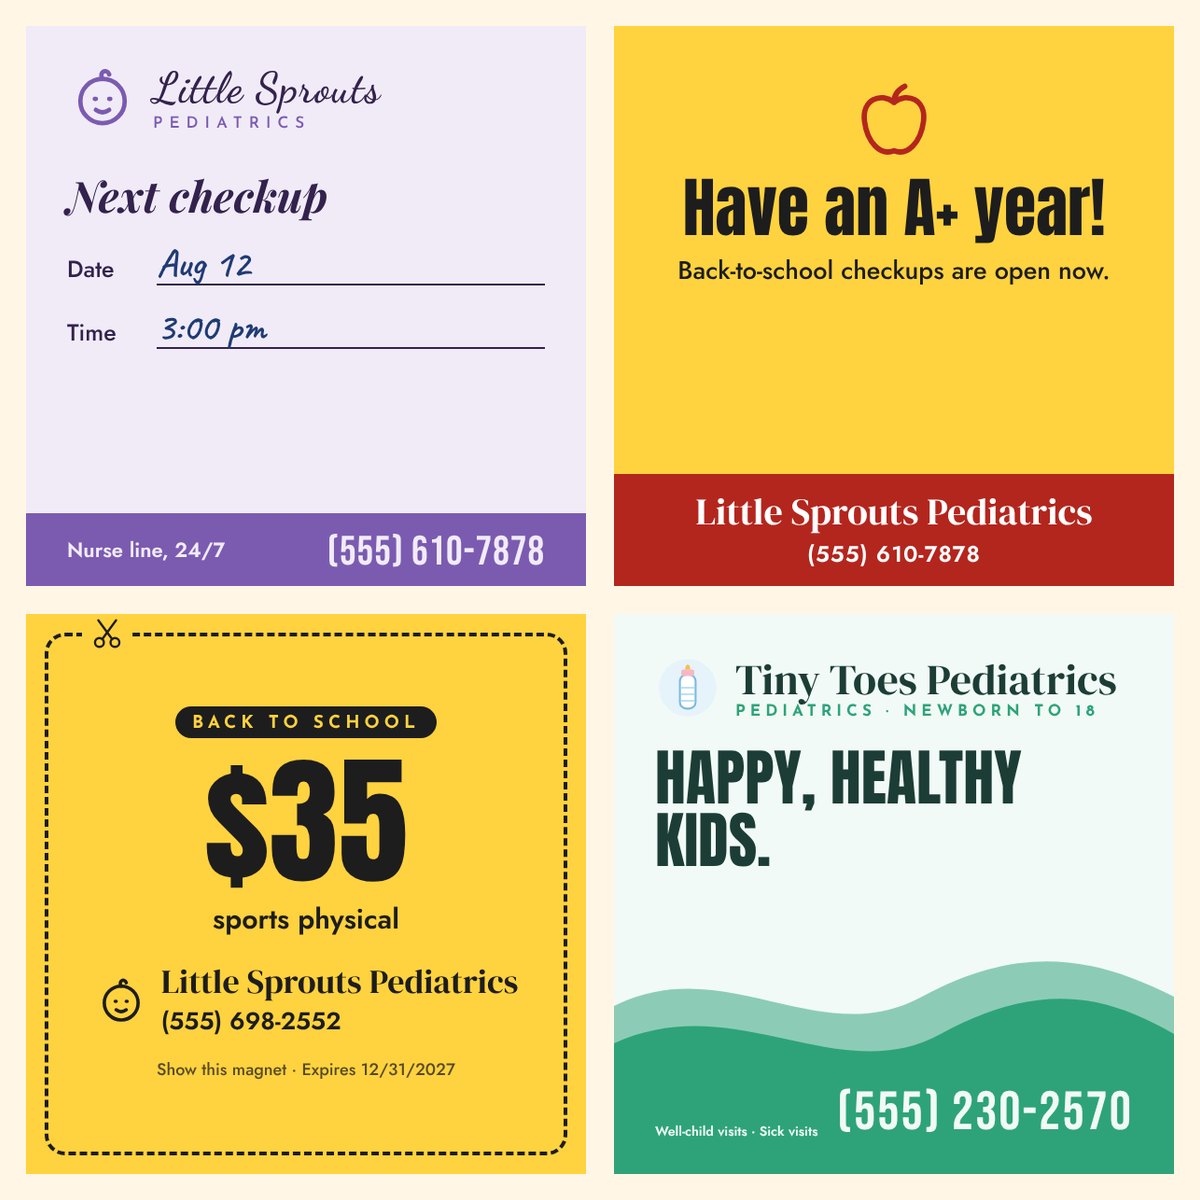 Little Sprouts
PEDIATRICS
Next checkup
Date Aug 12
Time 3:00 pm
Nurse line, 24/7 (555) 610-7878
Have an A+ year!
Back-to-school checkups are open now.
Little Sprouts Pediatrics
(555) 610-7878
BACK TO SCHOOL
$35
sports physical
Little Sprouts Pediatrics
(555) 698-2552
Show this magnet · Expires 12/31/2027
Tiny Toes Pediatrics
PEDIATRICS · NEWBORN TO 18
HAPPY, HEALTHY
KIDS.
Well-child visits · Sick visits (555) 230-2570